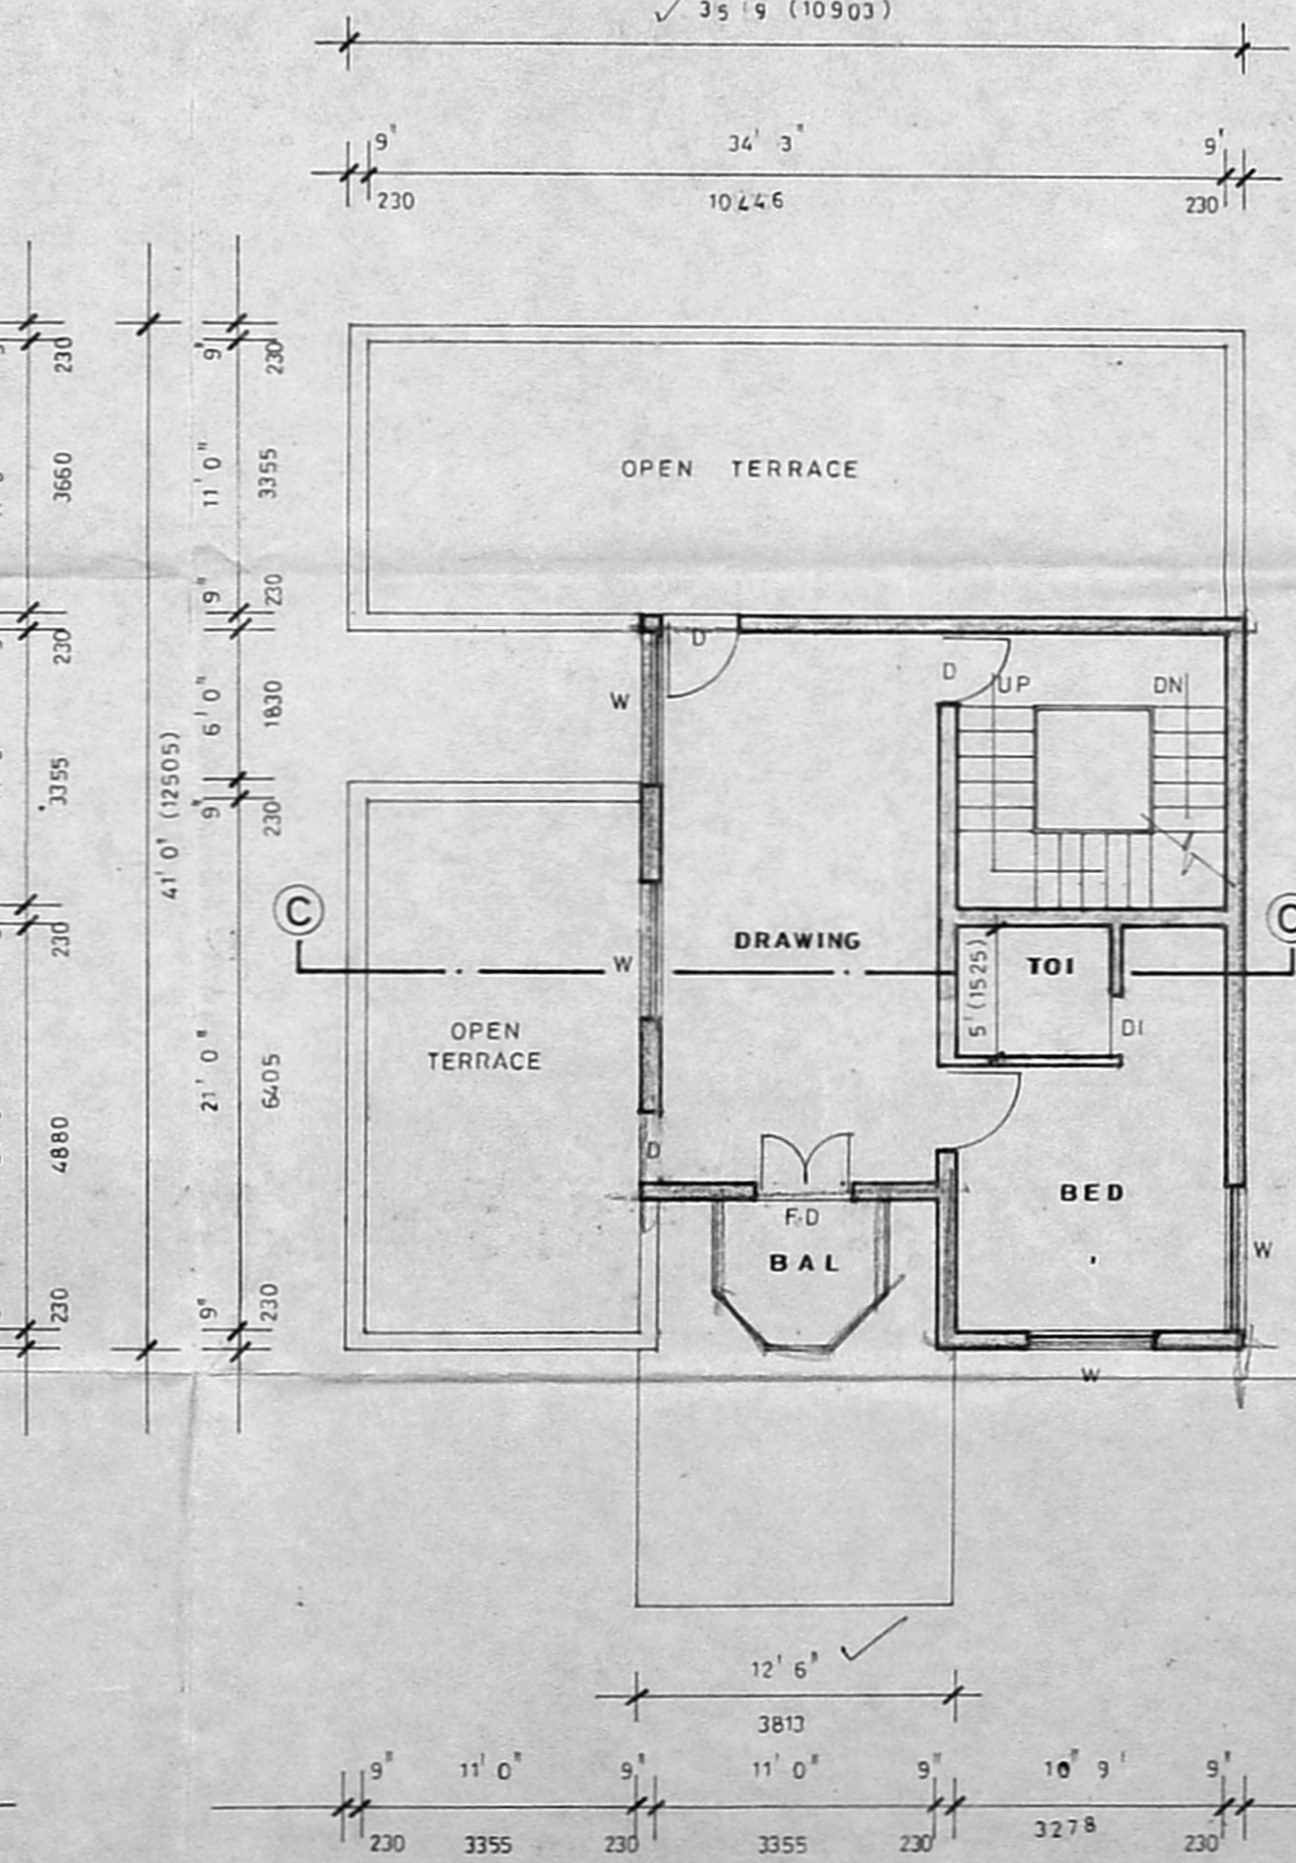 35 9 (10903)
9" 34' 3" 9'
230 10446 230
230
3660
230
3355
230
4880
230
41' 0" (12505)
9"
11' 0"
9"
6' 0"
9"
21' 0"
9"
230
3355
230
1830
230
6405
230
OPEN TERRACE
D
W
D
UP
DN
C
W
DRAWING
5' (1525)
TOI
D1
OPEN
TERRACE
D
F.D
BAL
BED
W
W
12' 6"
3813
9" 11' 0" 9" 11' 0" 9" 10" 9' 9"
230 3355 230 3355 230 3278 230